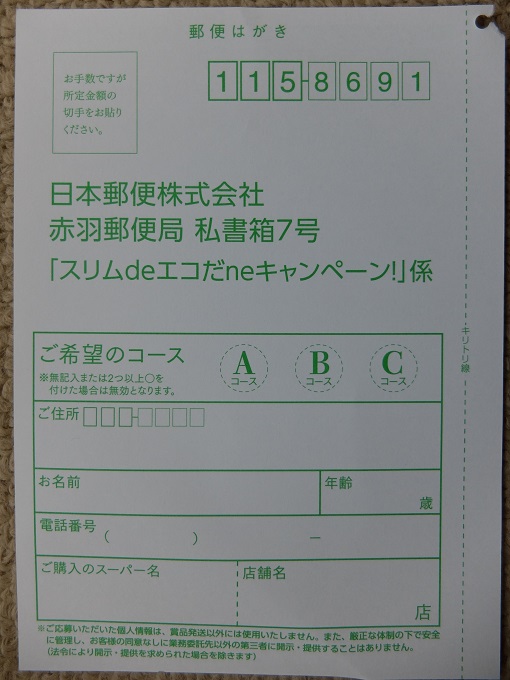 郵便はがき
お手数ですが
所定金額の
切手をお貼り
ください。
115-8691
日本郵便株式会社
赤羽郵便局 私書箱7号
「スリムdeエコだneキャンペーン!」係
キリトリ線
ご希望のコース
※無記入または2つ以上○を
付けた場合は無効となります。
A
コース
B
コース
C
コース
ご住所
お名前
年齢
歳
電話番号
( ) －
ご購入のスーパー名
店舗名
店
※ご応募いただいた個人情報は、賞品発送以外には使用いたしません。また、厳正な体制の下で安全
に管理し、お客様の同意なしに業務委託先以外の第三者に開示・提供することはありません。
(法令により開示・提供を求められた場合を除きます)